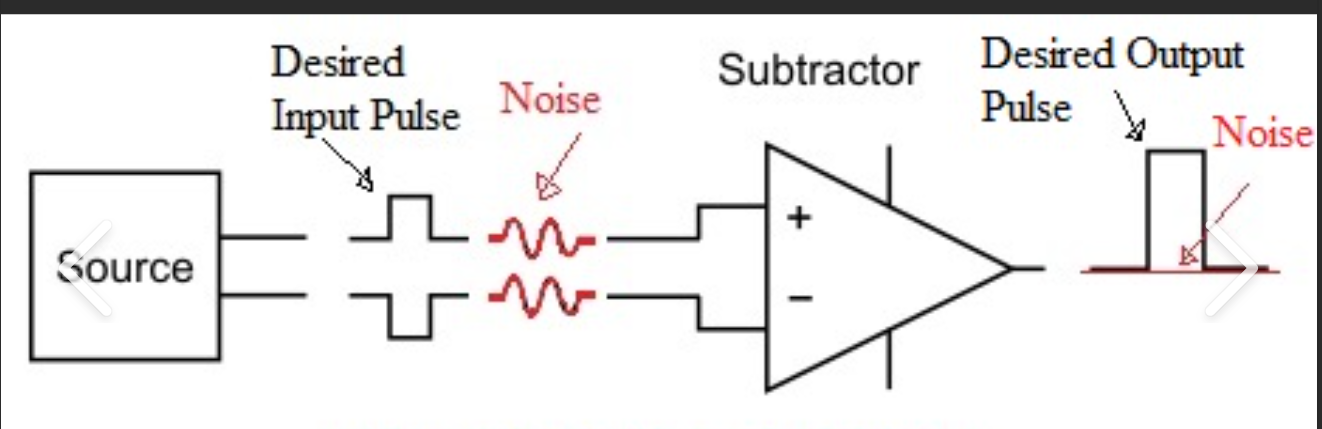 Desired
Input Pulse
Noise
Subtractor
Desired Output
Pulse
Noise
Source
+
−